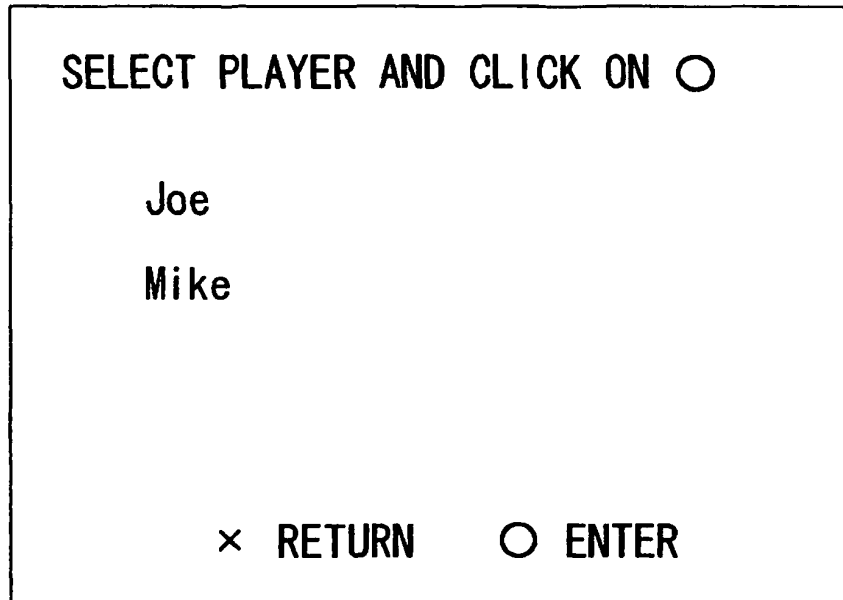 SELECT PLAYER AND CLICK ON ○
Joe
Mike
× RETURN ○ ENTER